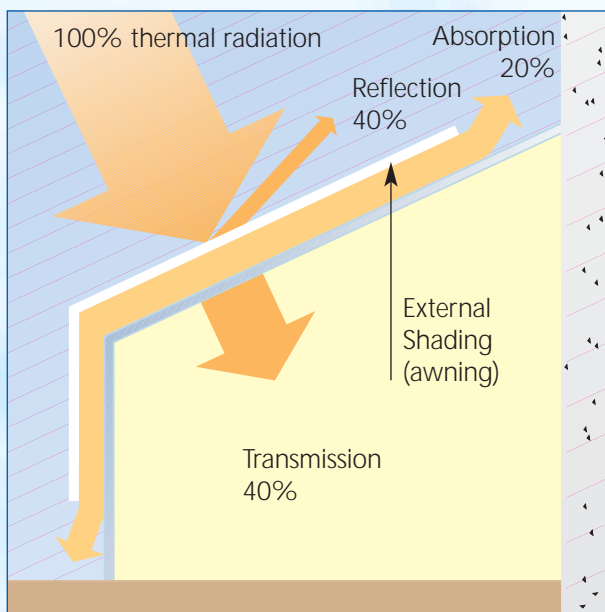 100% thermal radiation
Absorption
20%
Reflection
40%
External
Shading
(awning)
Transmission
40%